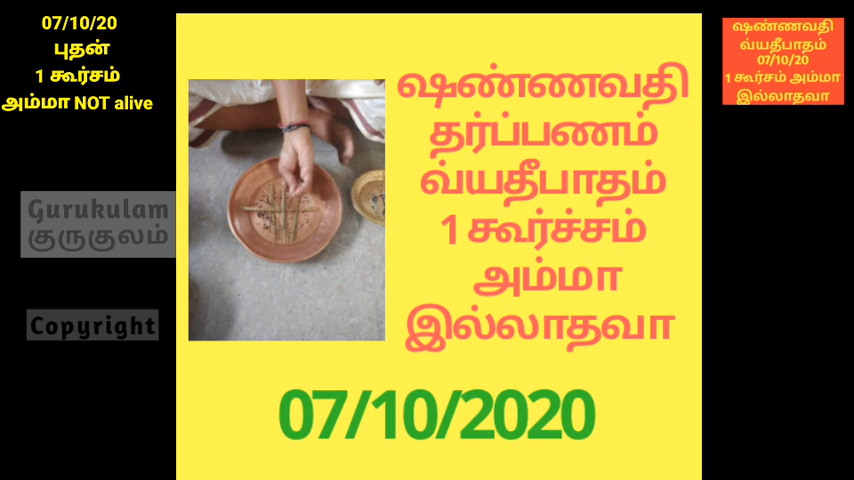 07/10/20
புதன்
1 கூர்சம்
அம்மா NOT alive
Gurukulam
குருகுலம்
Copyright
ஷண்ணவதி
தர்ப்பணம்
வ்யதீபாதம்
1 கூர்ச்சம்
அம்மா
இல்லாதவா
07/10/2020
ஷண்ணவதி
வ்யதீபாதம்
07/10/20
1 கூர்சம் அம்மா
இல்லாதவா